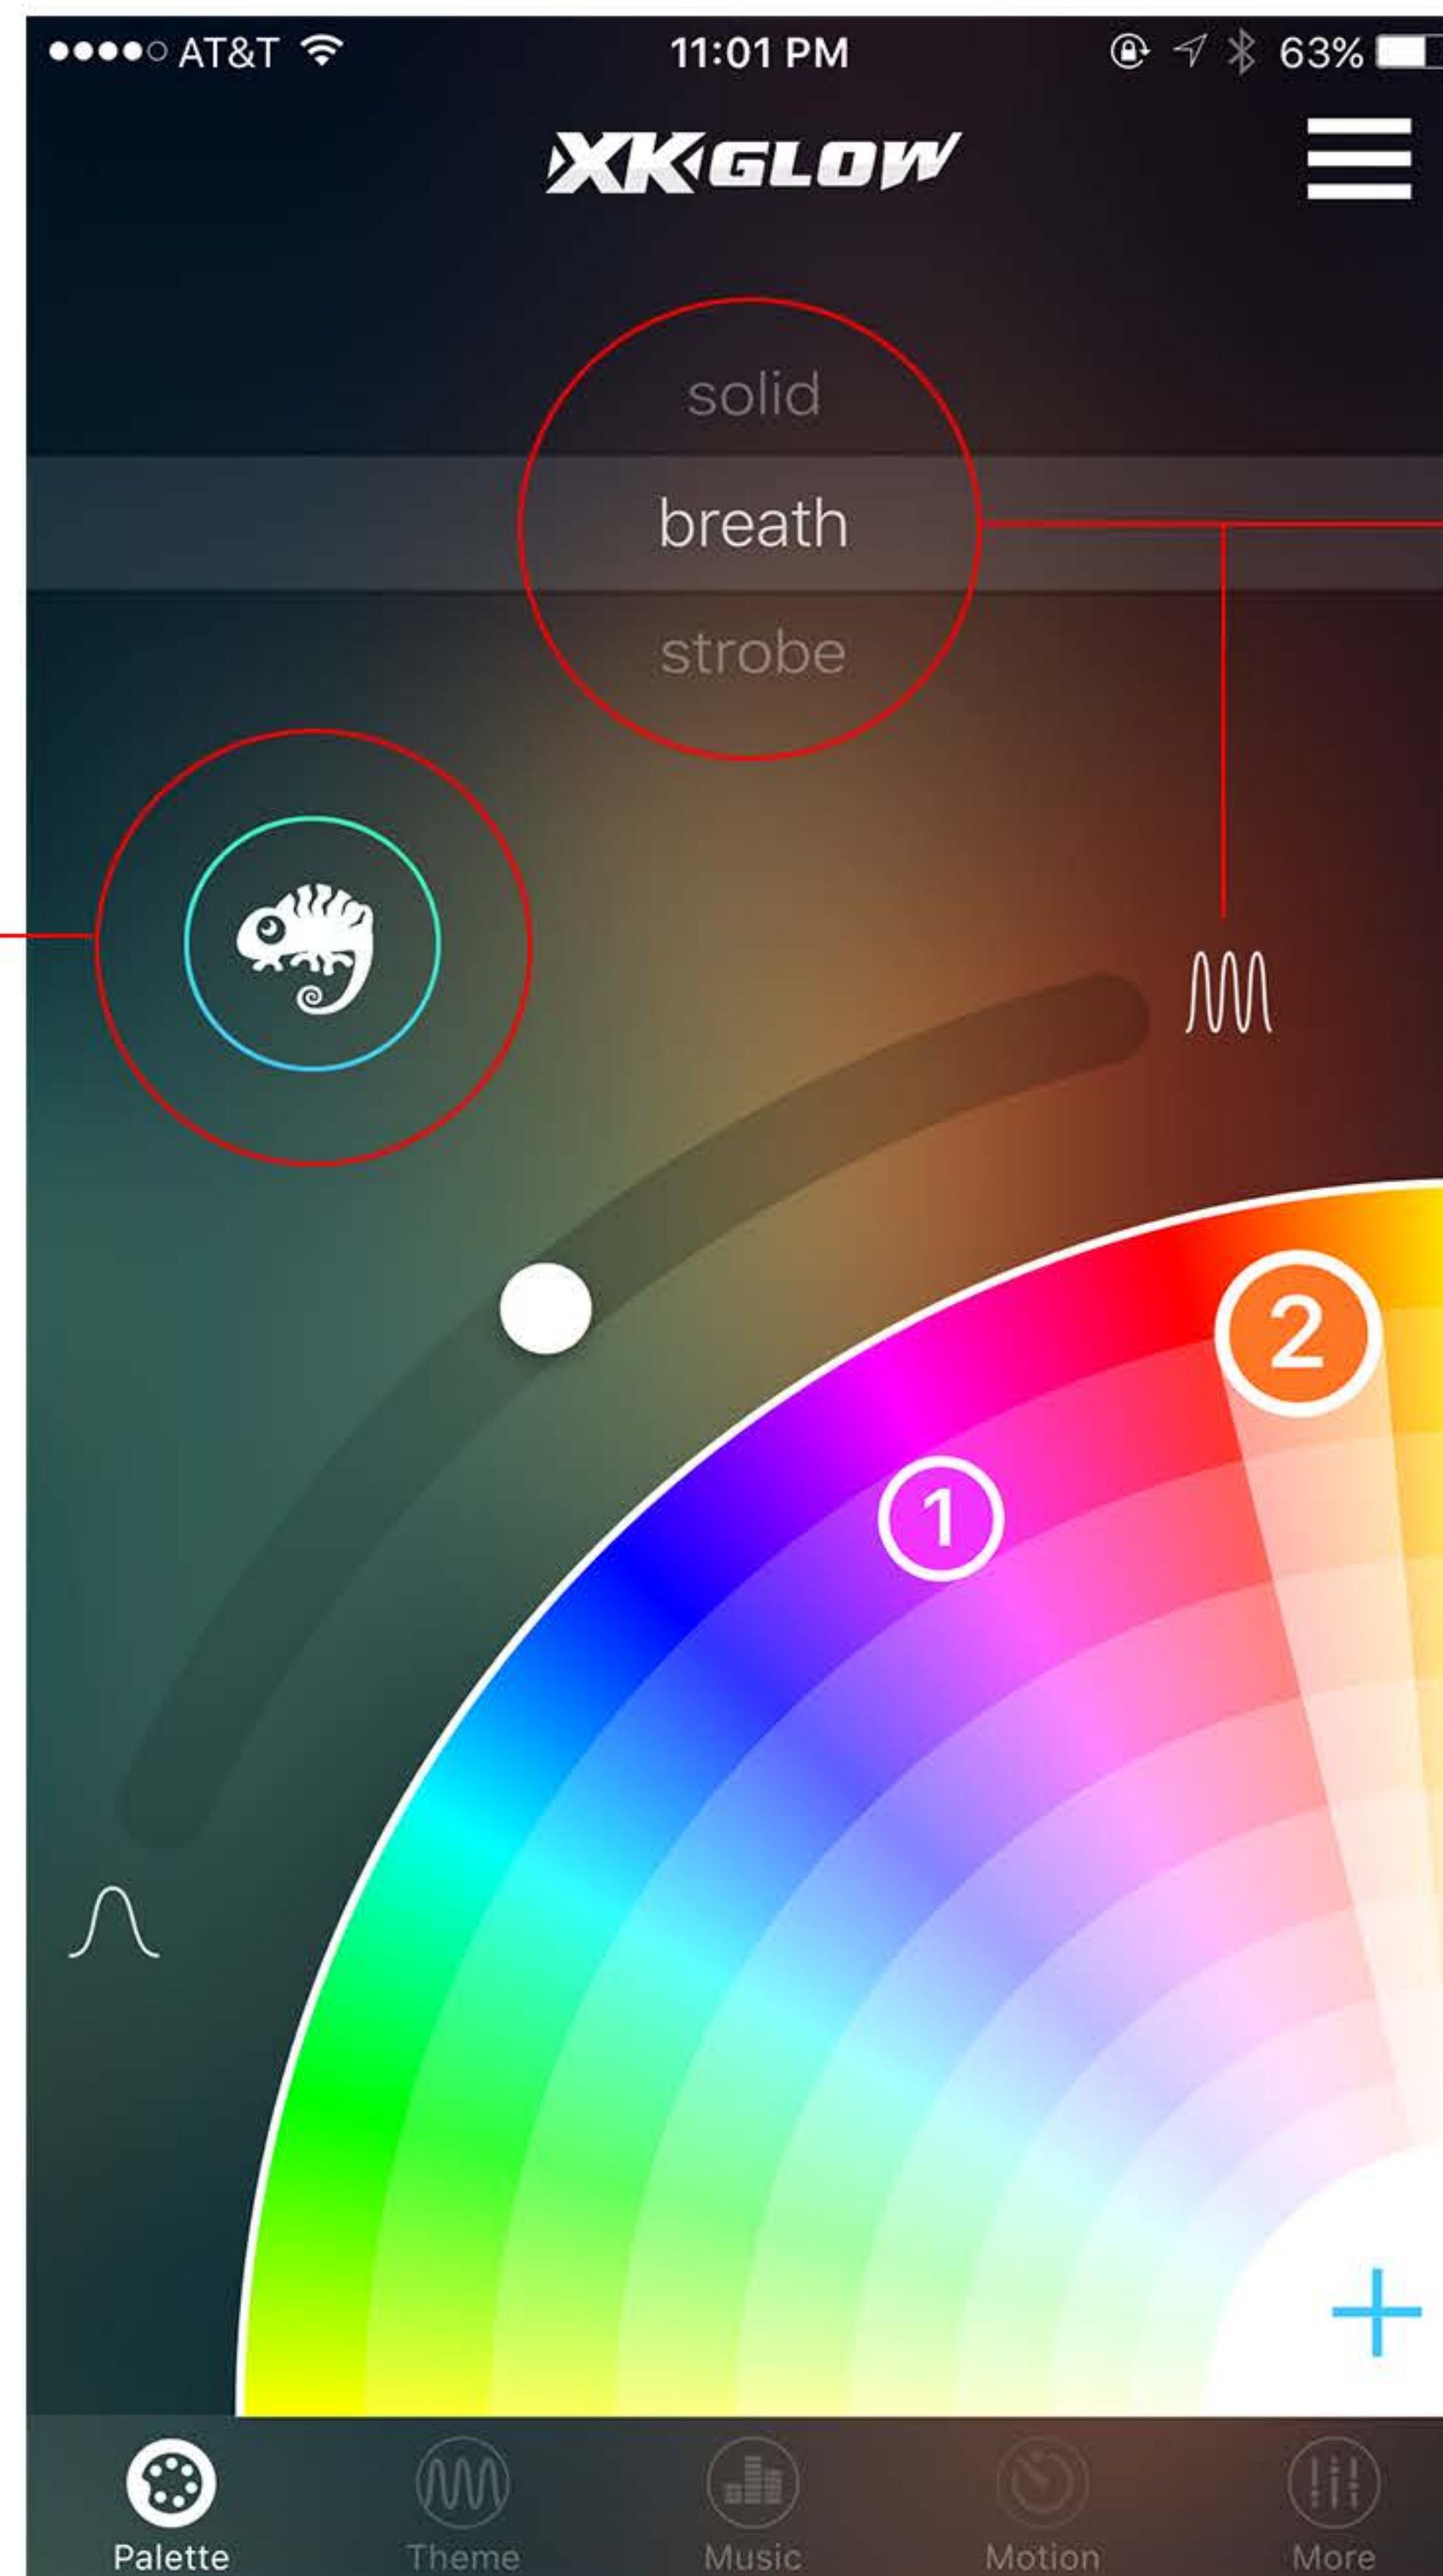 AT&T 11:01 PM 63%
XKGLOW
solid
breath
strobe
2
1
Palette Theme Music Motion More